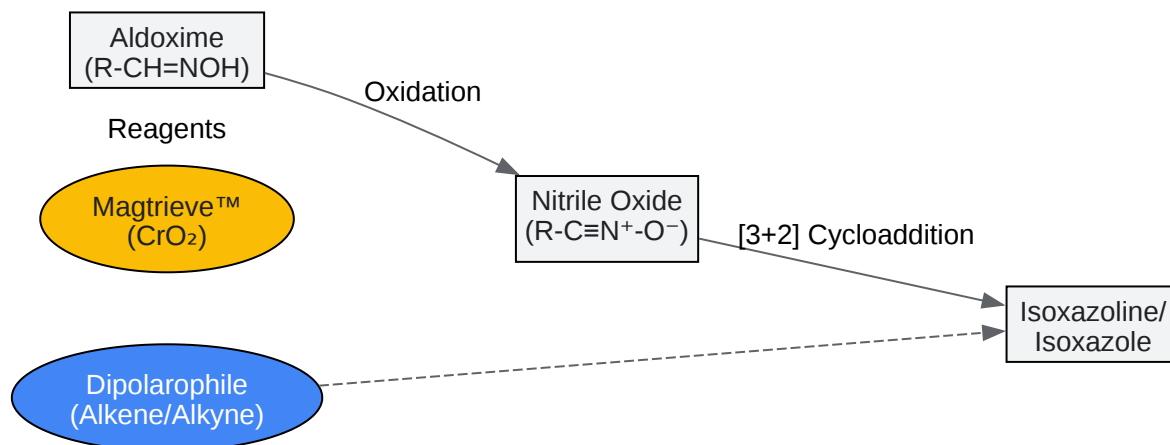 Aldoxime
(R-CH=NOH)
Oxidation
Reagents
Magtrieve™
(CrO₂)
Nitrile Oxide
(R-C≡N⁺-O⁻)
[3+2] Cycloaddition
Isoxazoline/
Isoxazole
Dipolarophile
(Alkene/Alkyne)